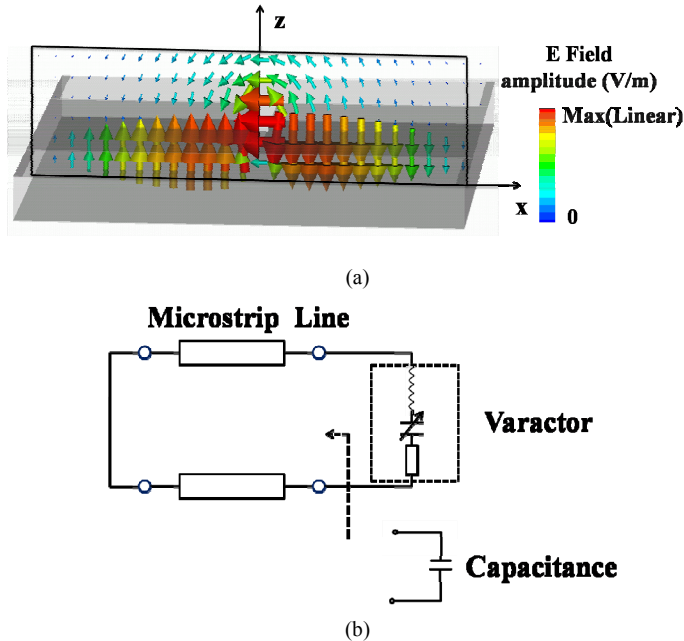 z
E Field
amplitude (V/m)
Max(Linear)
x
0
(a)
Microstrip Line
Varactor
Capacitance
(b)